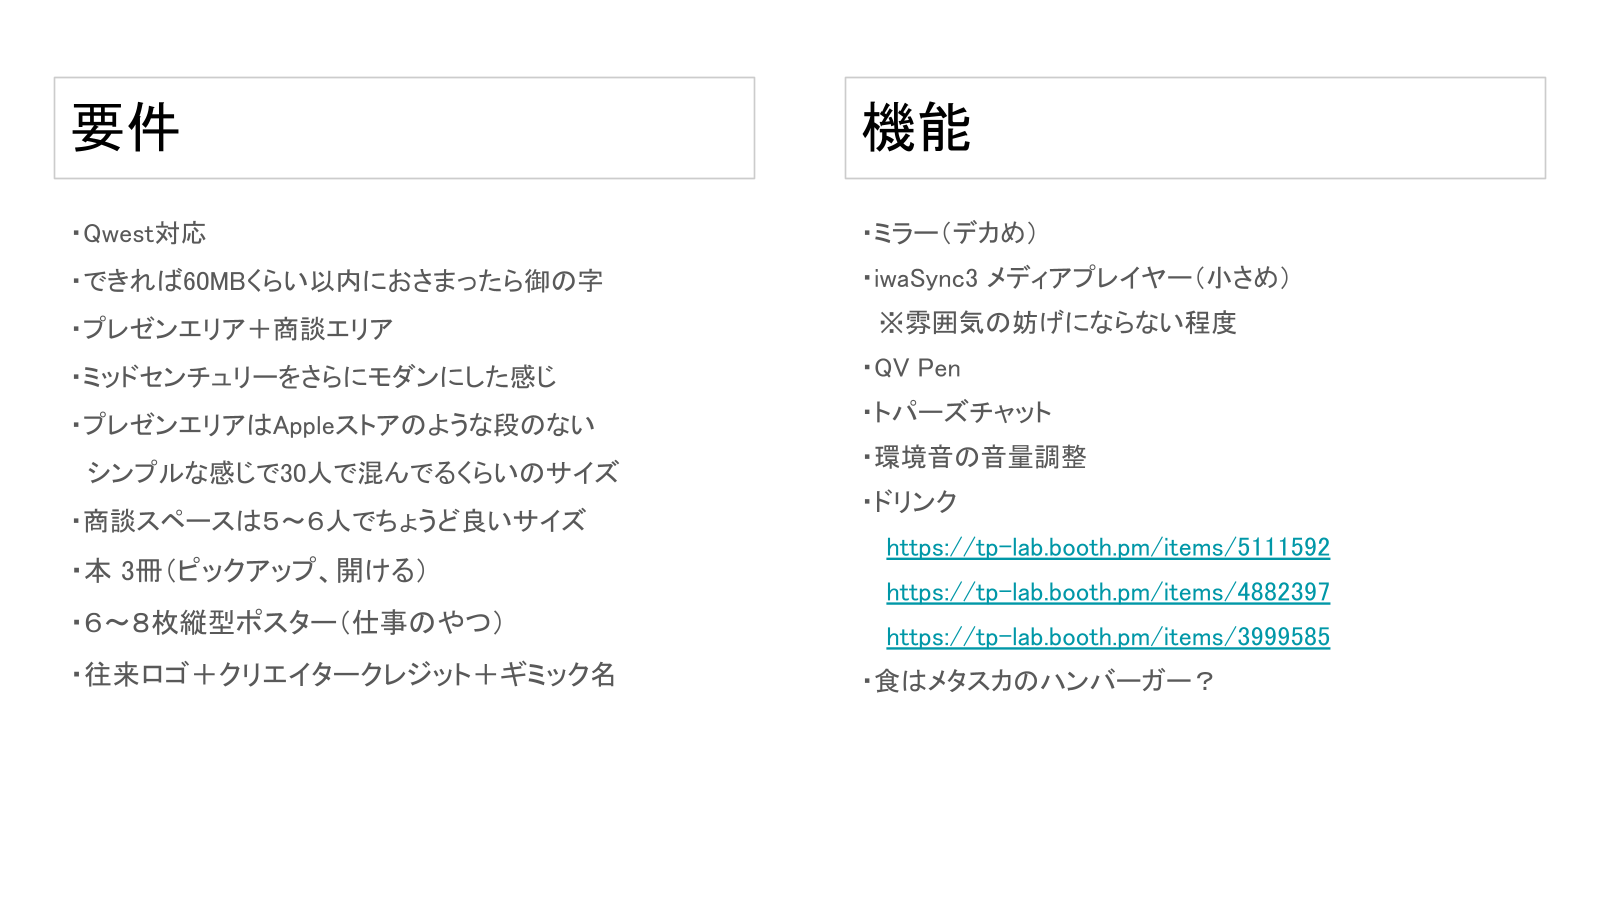 要件
・Qwest対応
・できれば60MBくらい以内におさまったら御の字
・プレゼンエリア＋商談エリア
・ミッドセンチュリーをさらにモダンにした感じ
・プレゼンエリアはAppleストアのような段のない
シンプルな感じで30人で混んでるくらいのサイズ
・商談スペースは５〜６人でちょうど良いサイズ
・本 3冊（ピックアップ、開ける）
・６〜８枚縦型ポスター（仕事のやつ）
・往来ロゴ＋クリエイタークレジット＋ギミック名
機能
・ミラー（デカめ）
・iwaSync3 メディアプレイヤー（小さめ）
※雰囲気の妨げにならない程度
・QV Pen
・トパーズチャット
・環境音の音量調整
・ドリンク
https://tp-lab.booth.pm/items/5111592
https://tp-lab.booth.pm/items/4882397
https://tp-lab.booth.pm/items/3999585
・食はメタスカのハンバーガー？